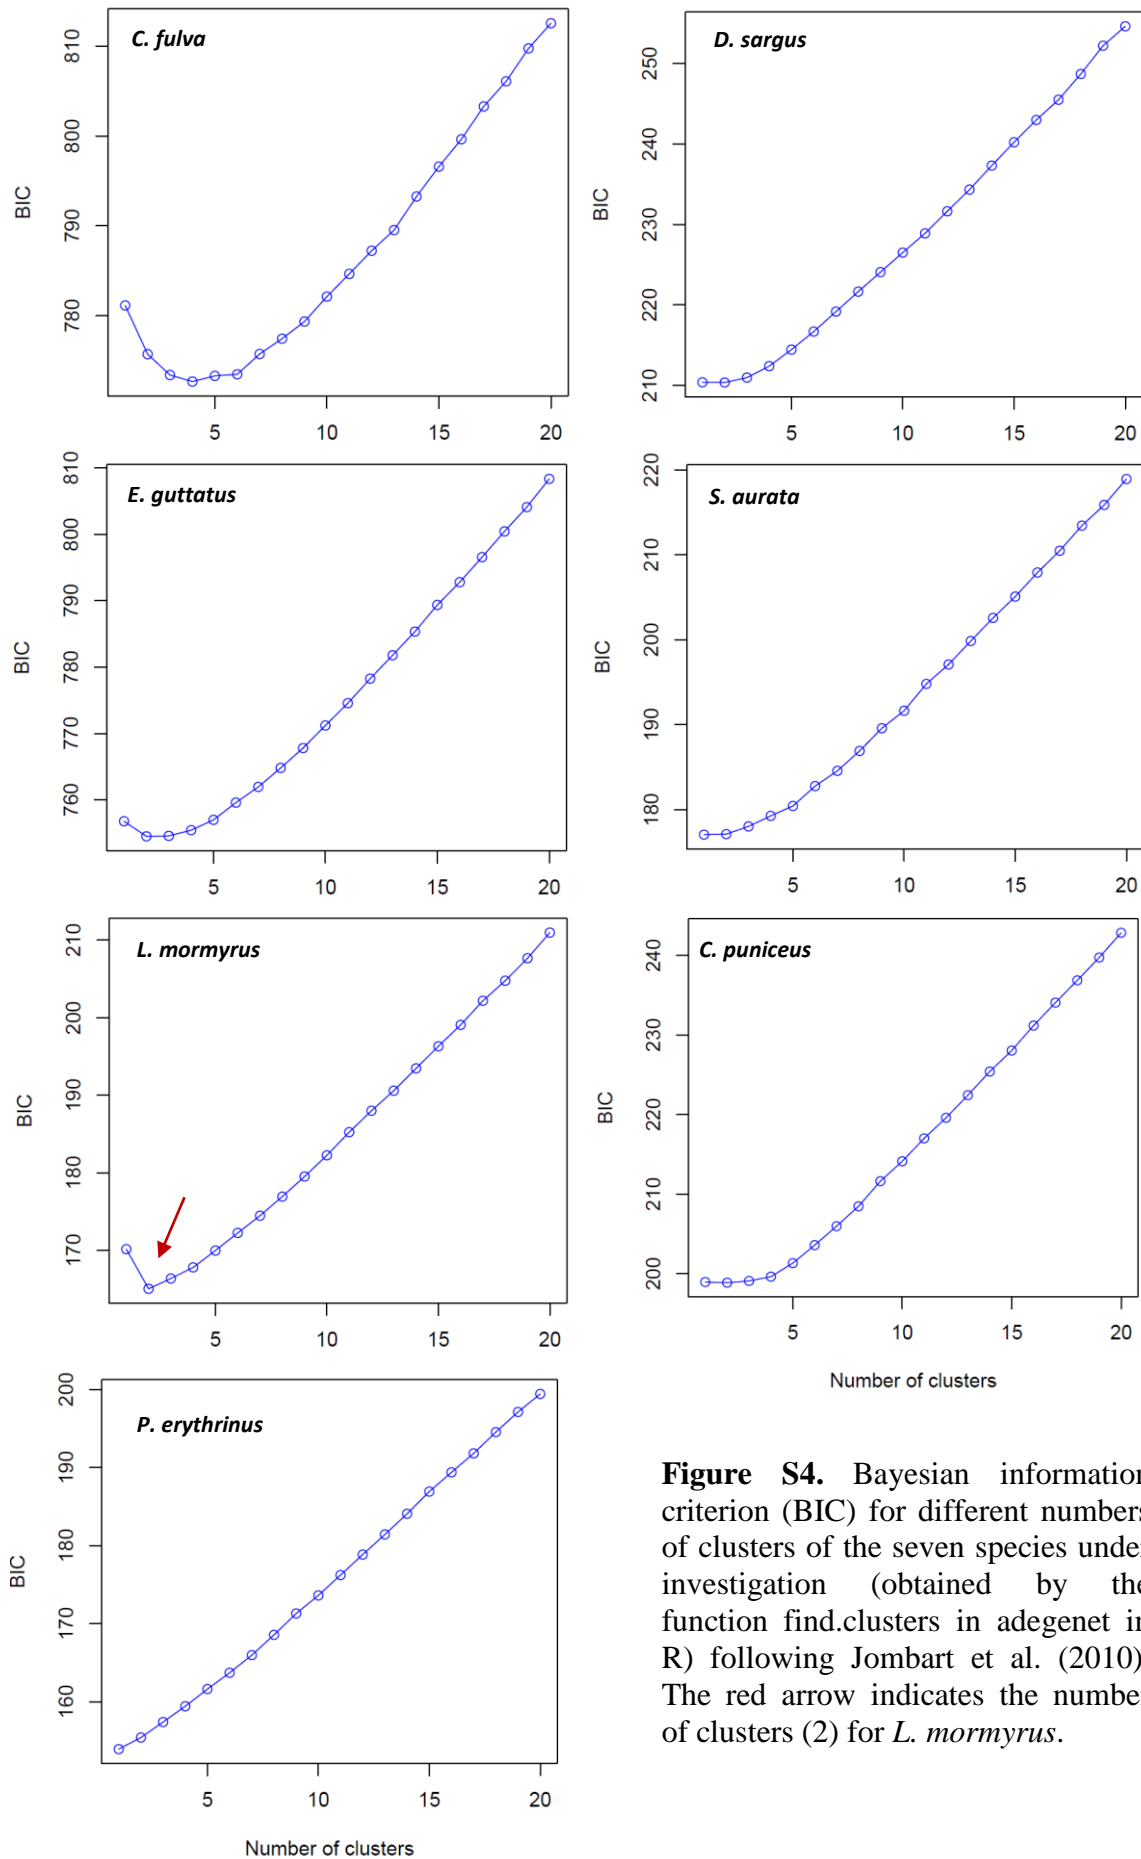 C. fulva
BIC
810
800
790
780
5 10 15 20
D. sargus
BIC
250
240
230
220
210
5 10 15 20
E. guttatus
BIC
810
800
790
780
770
760
5 10 15 20
S. aurata
BIC
220
210
200
190
180
5 10 15 20
L. mormyrus
BIC
210
200
190
180
170
5 10 15 20
C. puniceus
BIC
240
230
220
210
200
5 10 15 20
Number of clusters
P. erythrinus
BIC
200
190
180
170
160
5 10 15 20
Number of clusters
Figure S4. Bayesian information
criterion (BIC) for different numbers
of clusters of the seven species under
investigation (obtained by the
function find.clusters in adegenet in
R) following Jombart et al. (2010)
The red arrow indicates the number
of clusters (2) for L. mormyrus.